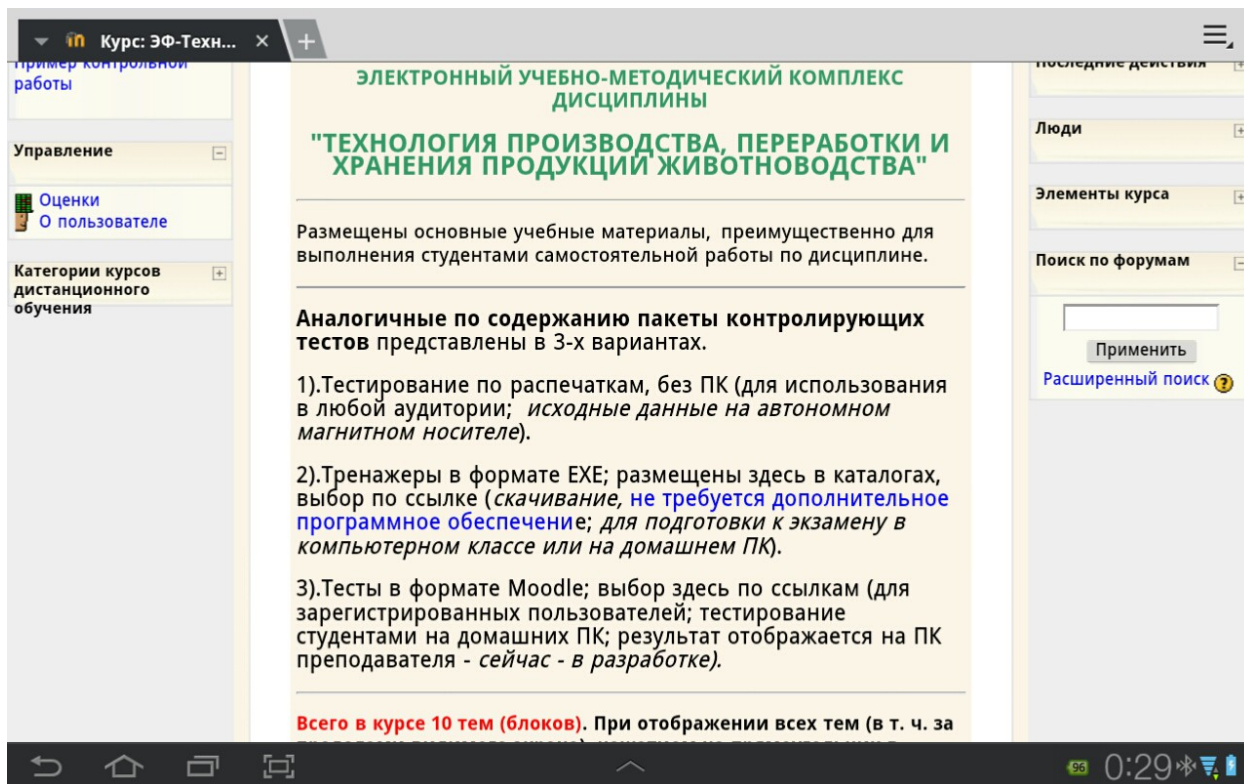 Курс: ЭФ-Техн...
Пример контрольной
работы
Управление
Оценки
О пользователе
Категории курсов
дистанционного
обучения
ЭЛЕКТРОННЫЙ УЧЕБНО-МЕТОДИЧЕСКИЙ КОМПЛЕКС
ДИСЦИПЛИНЫ
"ТЕХНОЛОГИЯ ПРОИЗВОДСТВА, ПЕРЕРАБОТКИ И
ХРАНЕНИЯ ПРОДУКЦИИ ЖИВОТНОВОДСТВА"
Размещены основные учебные материалы, преимущественно для
выполнения студентами самостоятельной работы по дисциплине.
Аналогичные по содержанию пакеты контролирующих
тестов представлены в 3-х вариантах.
1).Тестирование по распечаткам, без ПК (для использования
в любой аудитории; исходные данные на автономном
магнитном носителе).
2).Тренажеры в формате EXE; размещены здесь в каталогах,
выбор по ссылке (скачивание, не требуется дополнительное
программное обеспечение; для подготовки к экзамену в
компьютерном классе или на домашнем ПК).
3).Тесты в формате Moodle; выбор здесь по ссылкам (для
зарегистрированных пользователей; тестирование
студентами на домашних ПК; результат отображается на ПК
преподавателя - сейчас - в разработке).
Всего в курсе 10 тем (блоков). При отображении всех тем (в т. ч. за
Последние действия
Люди
Элементы курса
Поиск по форумам
Применить
Расширенный поиск
96
0:29